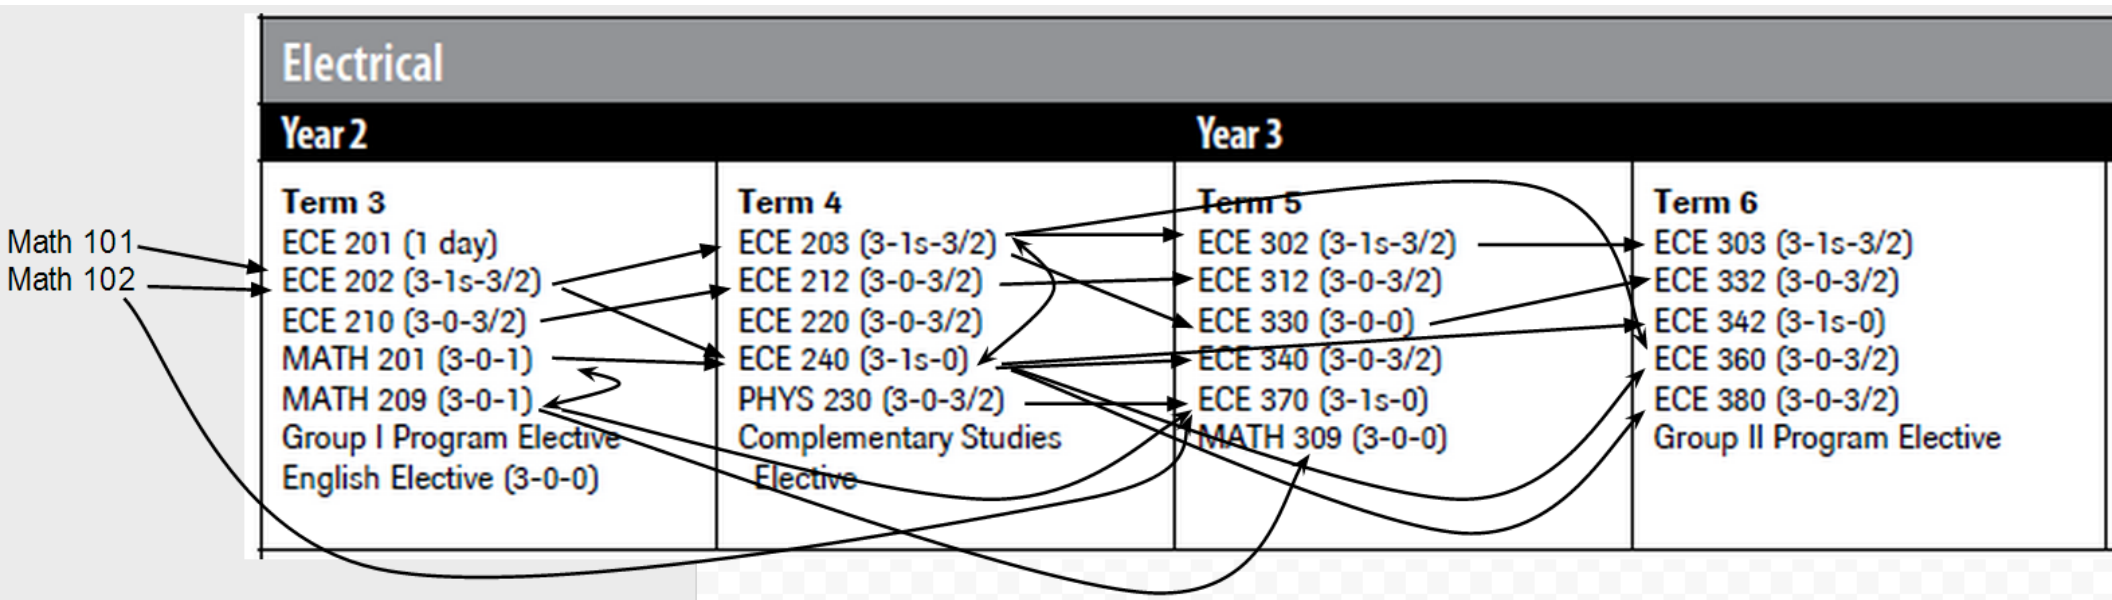 Electrical
Year 2
Year 3
Math 101
Math 102
Term 3
ECE 201 (1 day)
ECE 202 (3-1s-3/2)
ECE 210 (3-0-3/2)
MATH 201 (3-0-1)
MATH 209 (3-0-1)
Group I Program Elective
English Elective (3-0-0)
Term 4
ECE 203 (3-1s-3/2)
ECE 212 (3-0-3/2)
ECE 220 (3-0-3/2)
ECE 240 (3-1s-0)
PHYS 230 (3-0-3/2)
Complementary Studies
Elective
Term 5
ECE 302 (3-1s-3/2)
ECE 312 (3-0-3/2)
ECE 330 (3-0-0)
ECE 340 (3-0-3/2)
ECE 370 (3-1s-0)
MATH 309 (3-0-0)
Term 6
ECE 303 (3-1s-3/2)
ECE 332 (3-0-3/2)
ECE 342 (3-1s-0)
ECE 360 (3-0-3/2)
ECE 380 (3-0-3/2)
Group II Program Elective